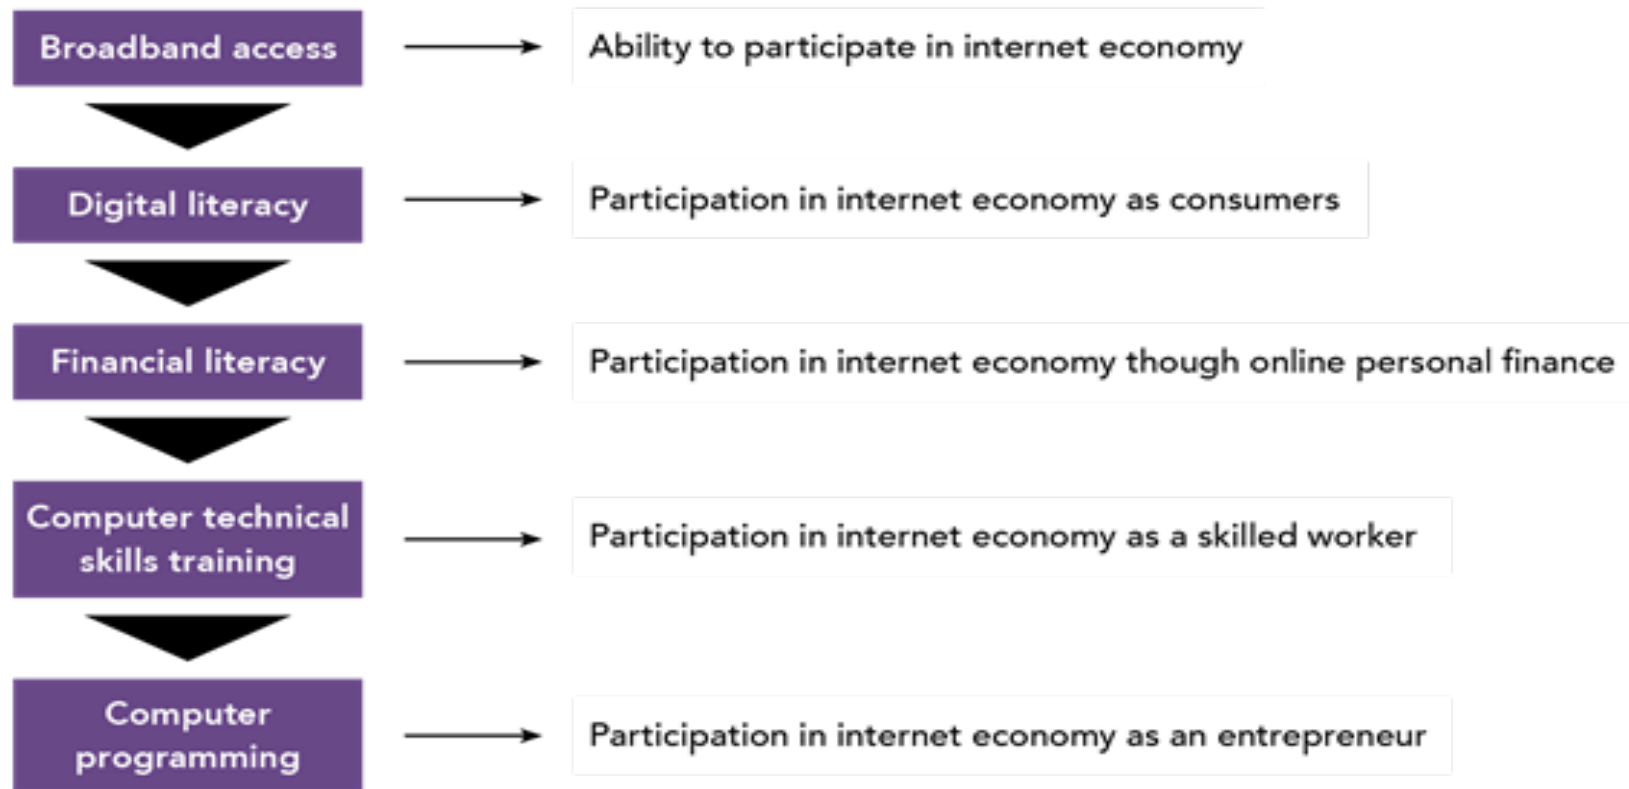 Broadband access
Ability to participate in internet economy
Digital literacy
Participation in internet economy as consumers
Financial literacy
Participation in internet economy though online personal finance
Computer technical
skills training
Participation in internet economy as a skilled worker
Computer
programming
Participation in internet economy as an entrepreneur